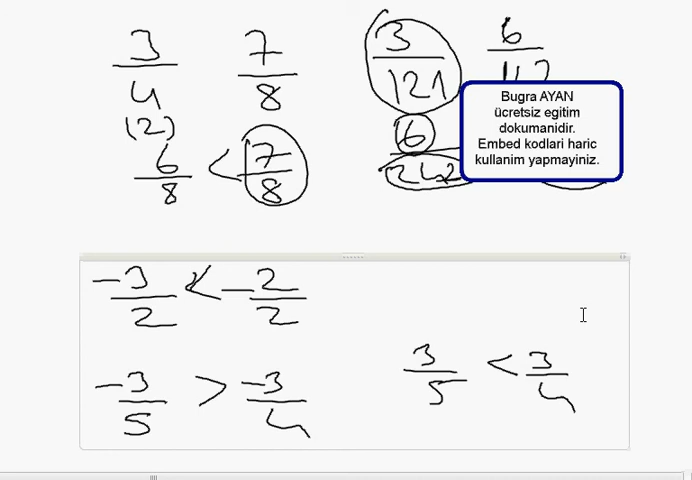 3/4 7/8 3/121 6/
(2)
6/8 < 7/8 6/242
Bugra AYAN
ücretsiz egitim
dokumanidir.
Embed kodlari haric
kullanim yapmayiniz.
-3/2 < -2/2
-3/5 > -3/4 3/5 < 3/4